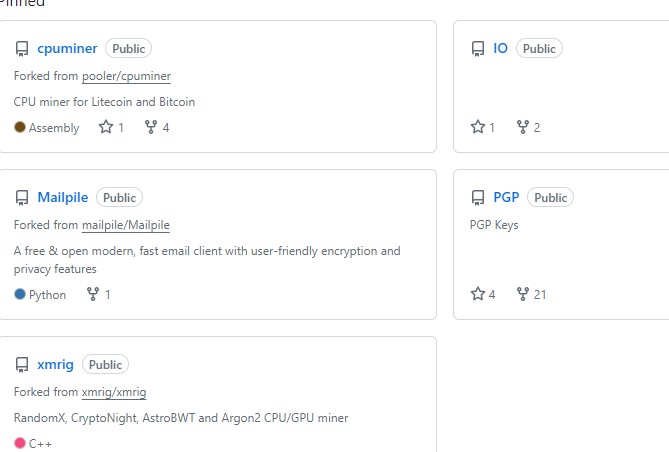 Pinned
cpuminer Public
Forked from pooler/cpuminer
CPU miner for Litecoin and Bitcoin
Assembly 1 4
IO Public
1 2
Mailpile Public
Forked from mailpile/Mailpile
A free & open modern, fast email client with user-friendly encryption and
privacy features
Python 1
PGP Public
PGP Keys
4 21
xmrig Public
Forked from xmrig/xmrig
RandomX, CryptoNight, AstroBWT and Argon2 CPU/GPU miner
C++